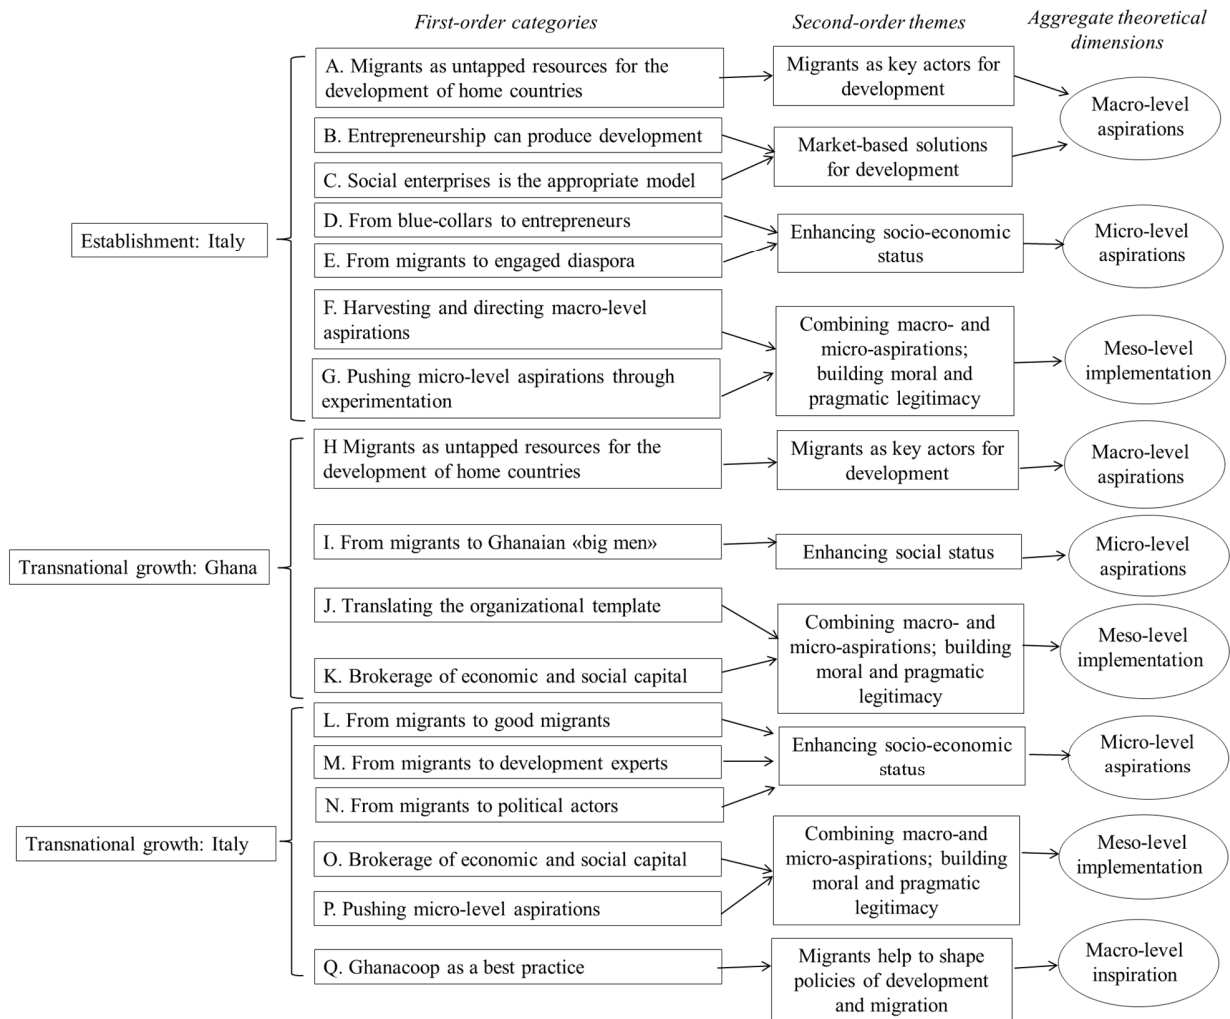 First-order categories
Second-order themes
Aggregate theoretical
dimensions
Establishment: Italy
A. Migrants as untapped resources for the
development of home countries
Migrants as key actors for
development
Macro-level
aspirations
B. Entrepreneurship can produce development
C. Social enterprises is the appropriate model
Market-based solutions
for development
D. From blue-collars to entrepreneurs
E. From migrants to engaged diaspora
Enhancing socio-economic
status
Micro-level
aspirations
F. Harvesting and directing macro-level
aspirations
G. Pushing micro-level aspirations through
experimentation
Combining macro- and
micro-aspirations;
building moral and
pragmatic legitimacy
Meso-level
implementation
Transnational growth: Ghana
H Migrants as untapped resources for the
development of home countries
Migrants as key actors for
development
Macro-level
aspirations
I. From migrants to Ghanaian «big men»
Enhancing social status
Micro-level
aspirations
J. Translating the organizational template
K. Brokerage of economic and social capital
Combining macro- and
micro-aspirations; building
moral and pragmatic
legitimacy
Meso-level
implementation
Transnational growth: Italy
L. From migrants to good migrants
M. From migrants to development experts
N. From migrants to political actors
Enhancing socio-economic
status
Micro-level
aspirations
O. Brokerage of economic and social capital
P. Pushing micro-level aspirations
Combining macro-and
micro-aspirations; building
moral and pragmatic
legitimacy
Meso-level
implementation
Q. Ghanacoop as a best practice
Migrants help to shape
policies of development
and migration
Macro-level
inspiration